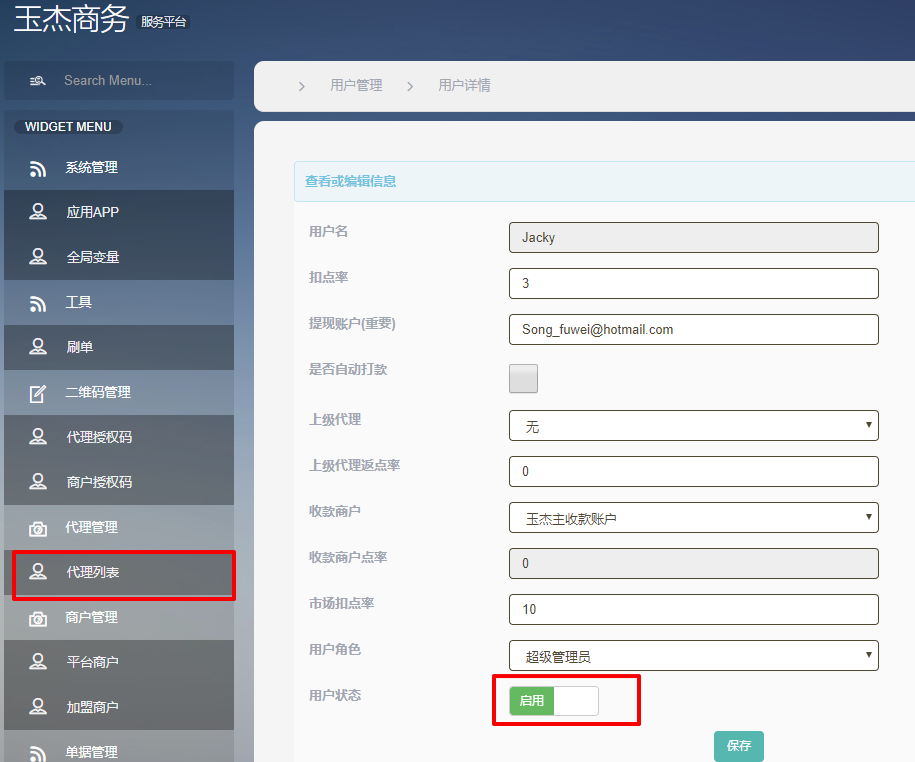 玉杰商务 服务平台
Search Menu...
WIDGET MENU
系统管理
应用APP
全局变量
工具
刷单
二维码管理
代理授权码
商户授权码
代理管理
代理列表
商户管理
平台商户
加盟商户
单据管理
> 用户管理 > 用户详情
查看或编辑信息
用户名 Jacky
扣点率 3
提现账户(重要) Song_fuwei@hotmail.com
是否自动打款
上级代理 无
上级代理返点率 0
收款商户 玉杰主收款账户
收款商户点率 0
市场扣点率 10
用户角色 超级管理员
用户状态 启用
保存